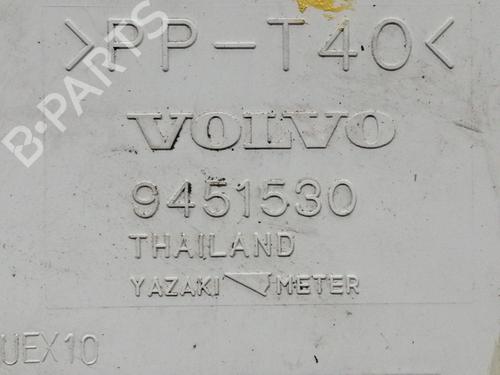 >PP-T40<
B-PARTS
VOLVO
9451530
THAILAND
YAZAKI METER
UEX10